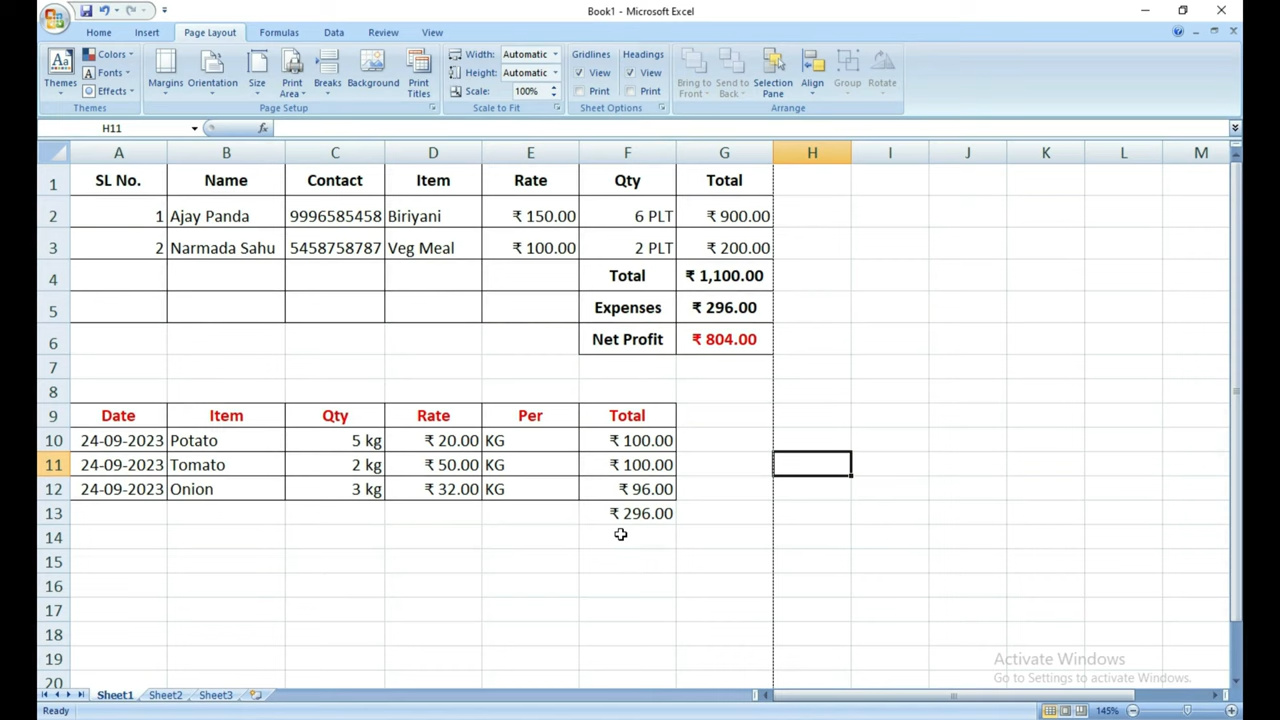 Book1 - Microsoft Excel
Home Insert Page Layout Formulas Data Review View
Colors Width: Automatic Gridlines Headings
Fonts Height: Automatic View View
Themes Effects Margins Orientation Size Print Area Breaks Background Print Titles Scale: 100% Print Print Bring to Front Send to Back Selection Pane Align Group Rotate
Themes Page Setup Scale to Fit Sheet Options Arrange
H11 fx
A B C D E F G H I J K L M
1 SL No. Name Contact Item Rate Qty Total
2 1 Ajay Panda 9996585458 Biriyani ₹ 150.00 6 PLT ₹ 900.00
3 2 Narmada Sahu 5458758787 Veg Meal ₹ 100.00 2 PLT ₹ 200.00
4 Total ₹ 1,100.00
5 Expenses ₹ 296.00
6 Net Profit ₹ 804.00
7
8
9 Date Item Qty Rate Per Total
10 24-09-2023 Potato 5 kg ₹ 20.00 KG ₹ 100.00
11 24-09-2023 Tomato 2 kg ₹ 50.00 KG ₹ 100.00
12 24-09-2023 Onion 3 kg ₹ 32.00 KG ₹ 96.00
13 ₹ 296.00
14
15
16
17
18
19
20
Activate Windows
Go to Settings to activate Windows.
Sheet1 Sheet2 Sheet3
Ready 145%